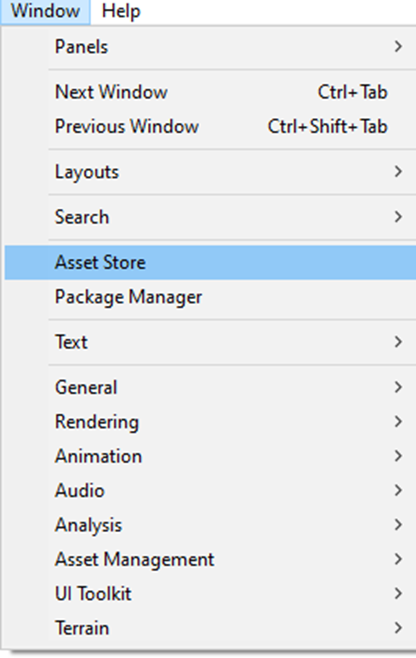 Window Help
Panels
Next Window Ctrl+Tab
Previous Window Ctrl+Shift+Tab
Layouts
Search
Asset Store
Package Manager
Text
General
Rendering
Animation
Audio
Analysis
Asset Management
UI Toolkit
Terrain